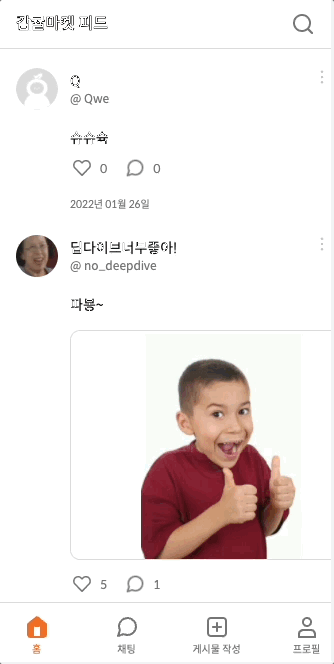 감귤마켓 피드
Q
@ Qwe
슈슈슉
0 0
2022년 01월 26일
딮다이브너무좋아!
@ no_deepdive
따봉~
5 1
홈 채팅 게시물 작성 프로필